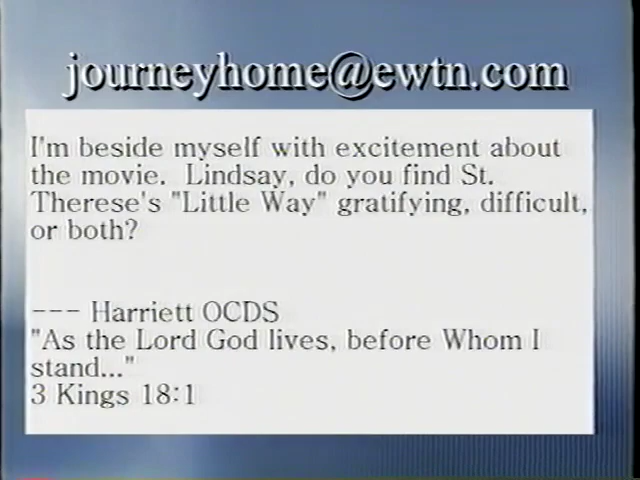 journeyhome@ewtn.com
I'm beside myself with excitement about
the movie.  Lindsay, do you find St.
Therese's "Little Way" gratifying, difficult,
or both?
--- Harriett OCDS
"As the Lord God lives, before Whom I
stand..."
3 Kings 18:1